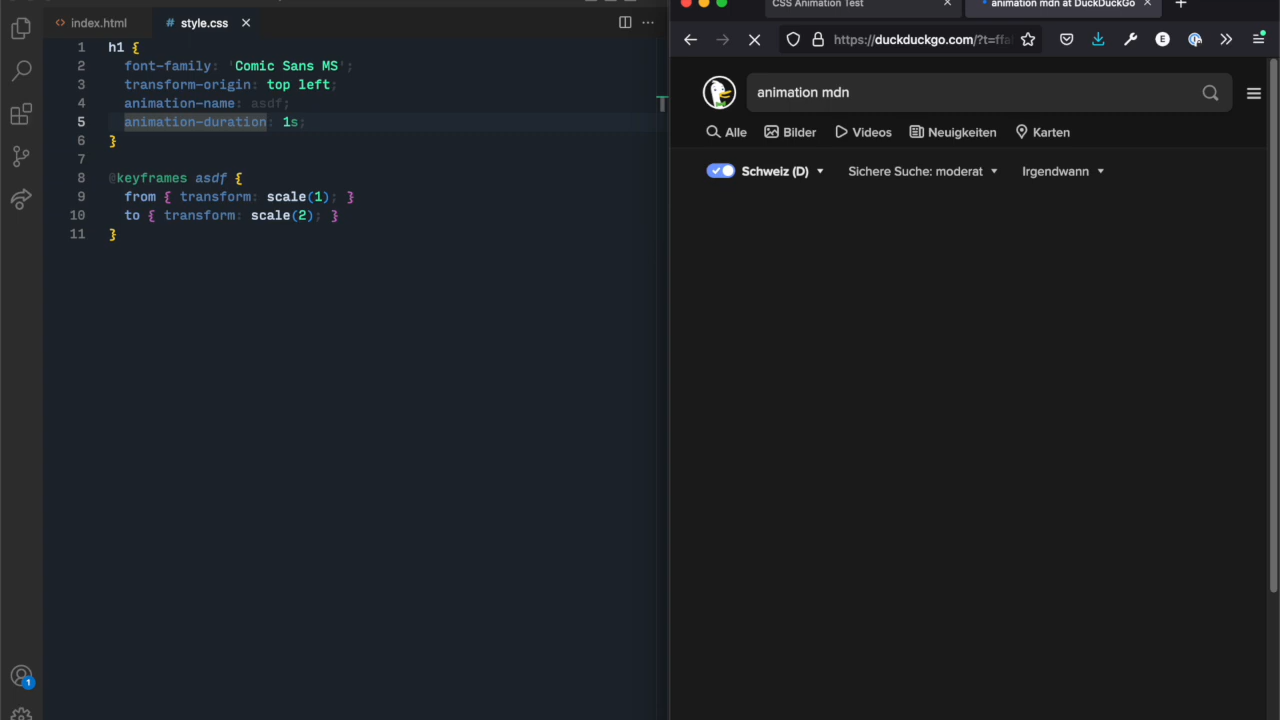 index.html
style.css
1 h1 {
2 font-family: 'Comic Sans MS';
3 transform-origin: top left;
4 animation-name: asdf;
5 animation-duration: 1s;
6 }
7
8 @keyframes asdf {
9 from { transform: scale(1); }
10 to { transform: scale(2); }
11 }
1
CSS Animation Test
animation mdn at DuckDuckGo
https://duckduckgo.com/?t=ffa
animation mdn
Alle Bilder Videos Neuigkeiten Karten
Schweiz (D) Sichere Suche: moderat Irgendwann